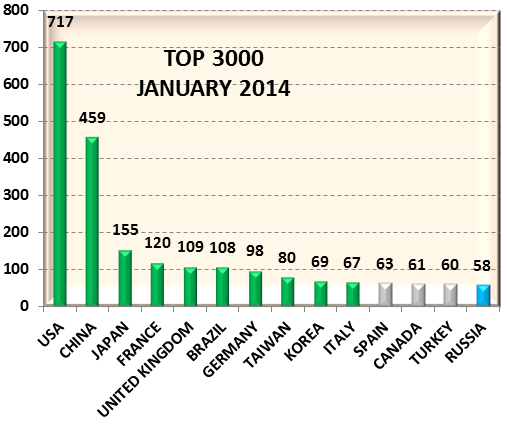 800
700
600
500
400
300
200
100
0
TOP 3000
JANUARY 2014
717
459
155
120
109
108
98
80
69
67
63
61
60
58
USA
CHINA
JAPAN
FRANCE
UNITED KINGDOM
BRAZIL
GERMANY
TAIWAN
KOREA
ITALY
SPAIN
CANADA
TURKEY
RUSSIA